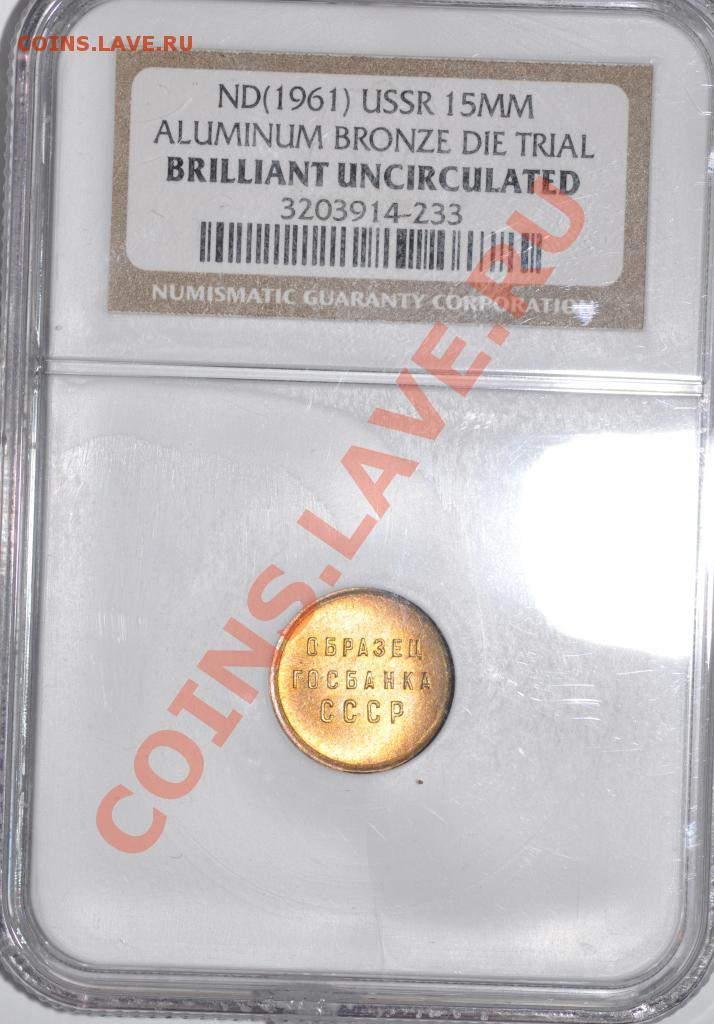 COINS.LAVE.RU
ND(1961) USSR 15MM
ALUMINUM BRONZE DIE TRIAL
BRILLIANT UNCIRCULATED
3203914-233
NUMISMATIC GUARANTY CORPORATION
COINS.LAVE.RU
ОБРАЗЕЦ
ГОСБАНКА
СССР